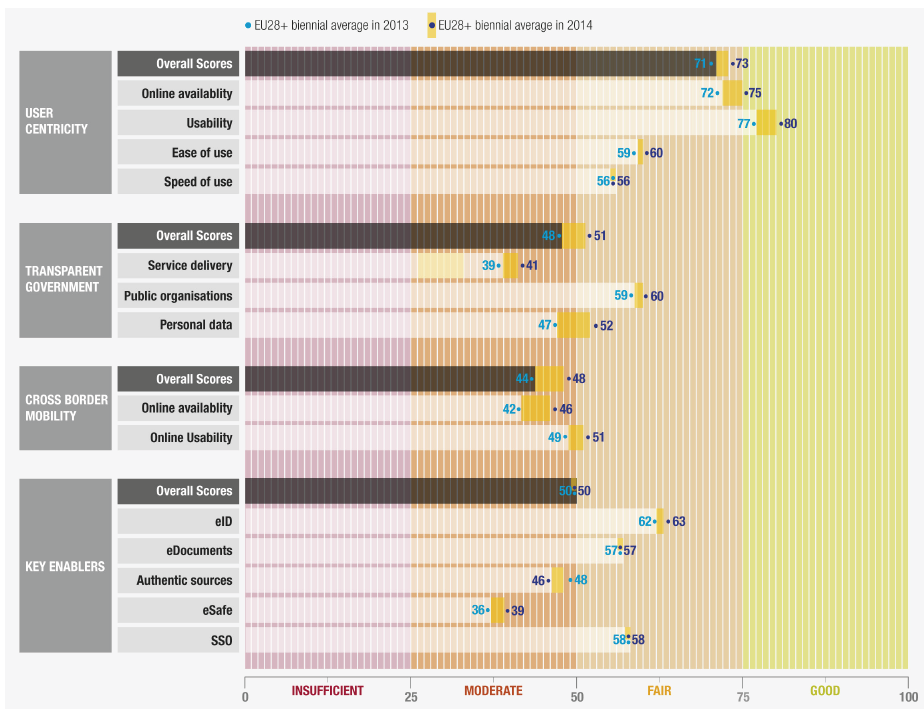 EU28+ biennial average in 2013 EU28+ biennial average in 2014
USER
CENTRICITY
Overall Scores 71 73
Online availablity 72 75
Usability 77 80
Ease of use 59 60
Speed of use 56 56
TRANSPARENT
GOVERNMENT
Overall Scores 48 51
Service delivery 39 41
Public organisations 59 60
Personal data 47 52
CROSS BORDER
MOBILITY
Overall Scores 44 48
Online availablity 42 46
Online Usability 49 51
KEY ENABLERS
Overall Scores 50 50
eID 62 63
eDocuments 57 57
Authentic sources 46 48
eSafe 36 39
SSO 58 58
0 INSUFFICIENT 25 MODERATE 50 FAIR 75 GOOD 100